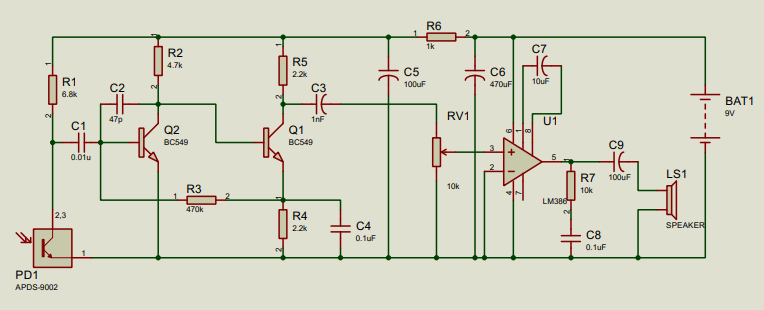 R6
1 2
1k
R2
4.7k
1
2
R5
2.2k
1
2
C7
10uF
R1
6.8k
1
2
C2
47p
C3
1nF
C5
100uF
C6
470uF
BAT1
9V
RV1
10k
U1
6
1
8
3
2
5
4
7
LM386
C1
0.01u
Q2
BC549
Q1
BC549
C9
100uF
R7
10k
1
2
LS1
SPEAKER
R3
1 2
470k
R4
2.2k
1
2
C4
0.1uF
C8
0.1uF
2,3
1
PD1
APDS-9002